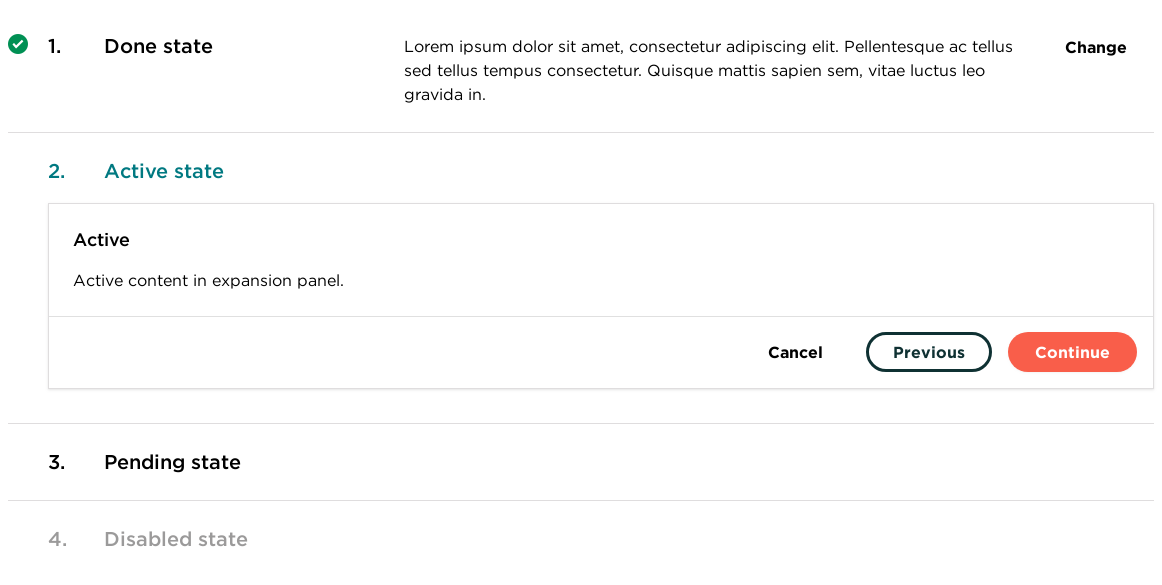 1. Done state
Lorem ipsum dolor sit amet, consectetur adipiscing elit. Pellentesque ac tellus
sed tellus tempus consectetur. Quisque mattis sapien sem, vitae luctus leo
gravida in.
Change
2. Active state
Active
Active content in expansion panel.
Cancel Previous Continue
3. Pending state
4. Disabled state